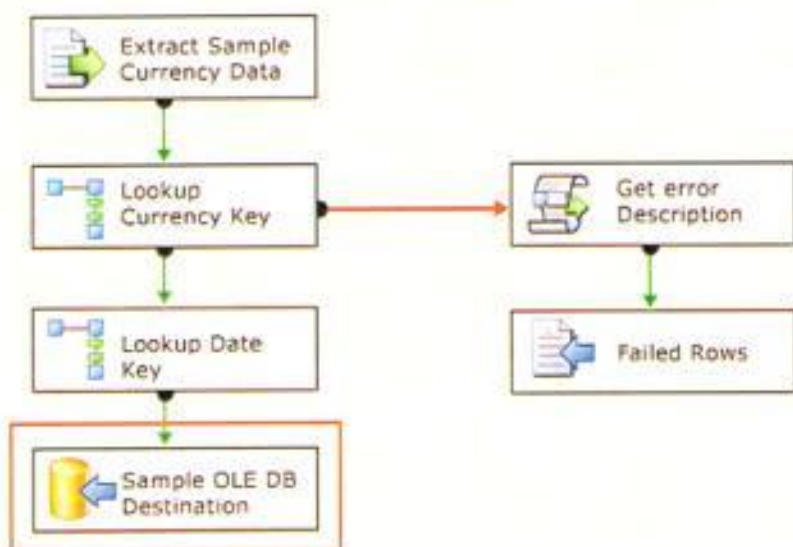 Extract Sample
Currency Data
Lookup
Currency Key
Get error
Description
Lookup Date
Key
Failed Rows
Sample OLE DB
Destination